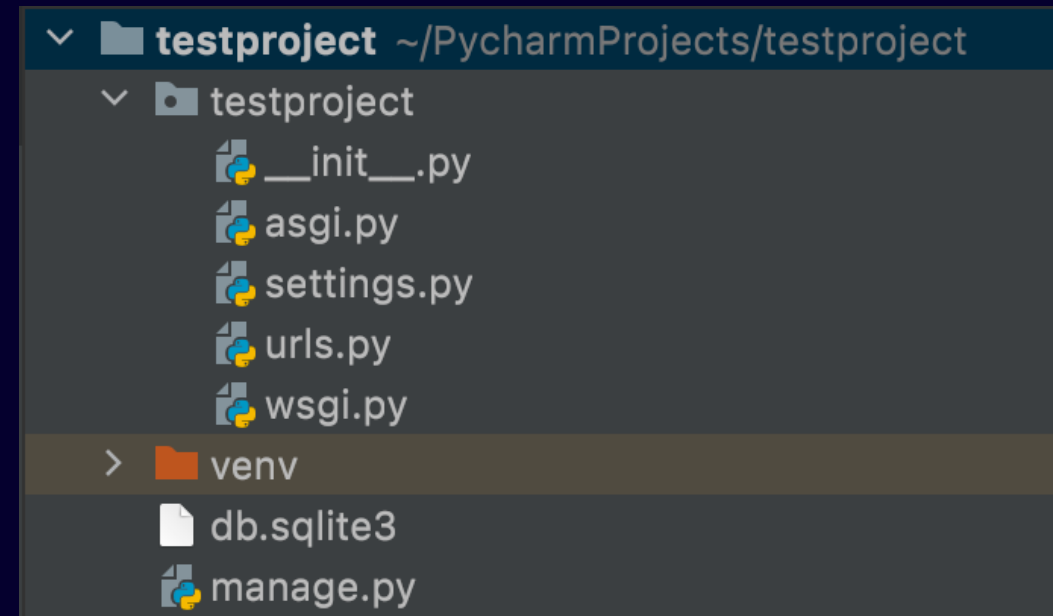 testproject ~/PycharmProjects/testproject
testproject
__init__.py
asgi.py
settings.py
urls.py
wsgi.py
venv
db.sqlite3
manage.py